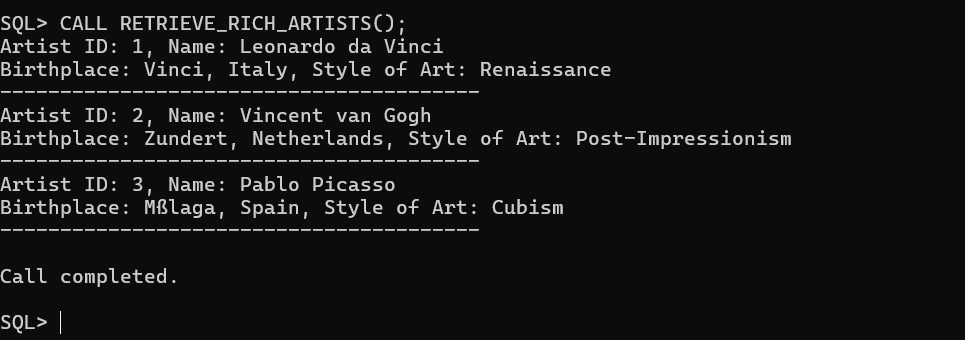 SQL> CALL RETRIEVE_RICH_ARTISTS();
Artist ID: 1, Name: Leonardo da Vinci
Birthplace: Vinci, Italy, Style of Art: Renaissance
----------------------------------------
Artist ID: 2, Name: Vincent van Gogh
Birthplace: Zundert, Netherlands, Style of Art: Post-Impressionism
----------------------------------------
Artist ID: 3, Name: Pablo Picasso
Birthplace: Mßlaga, Spain, Style of Art: Cubism
----------------------------------------
Call completed.
SQL>